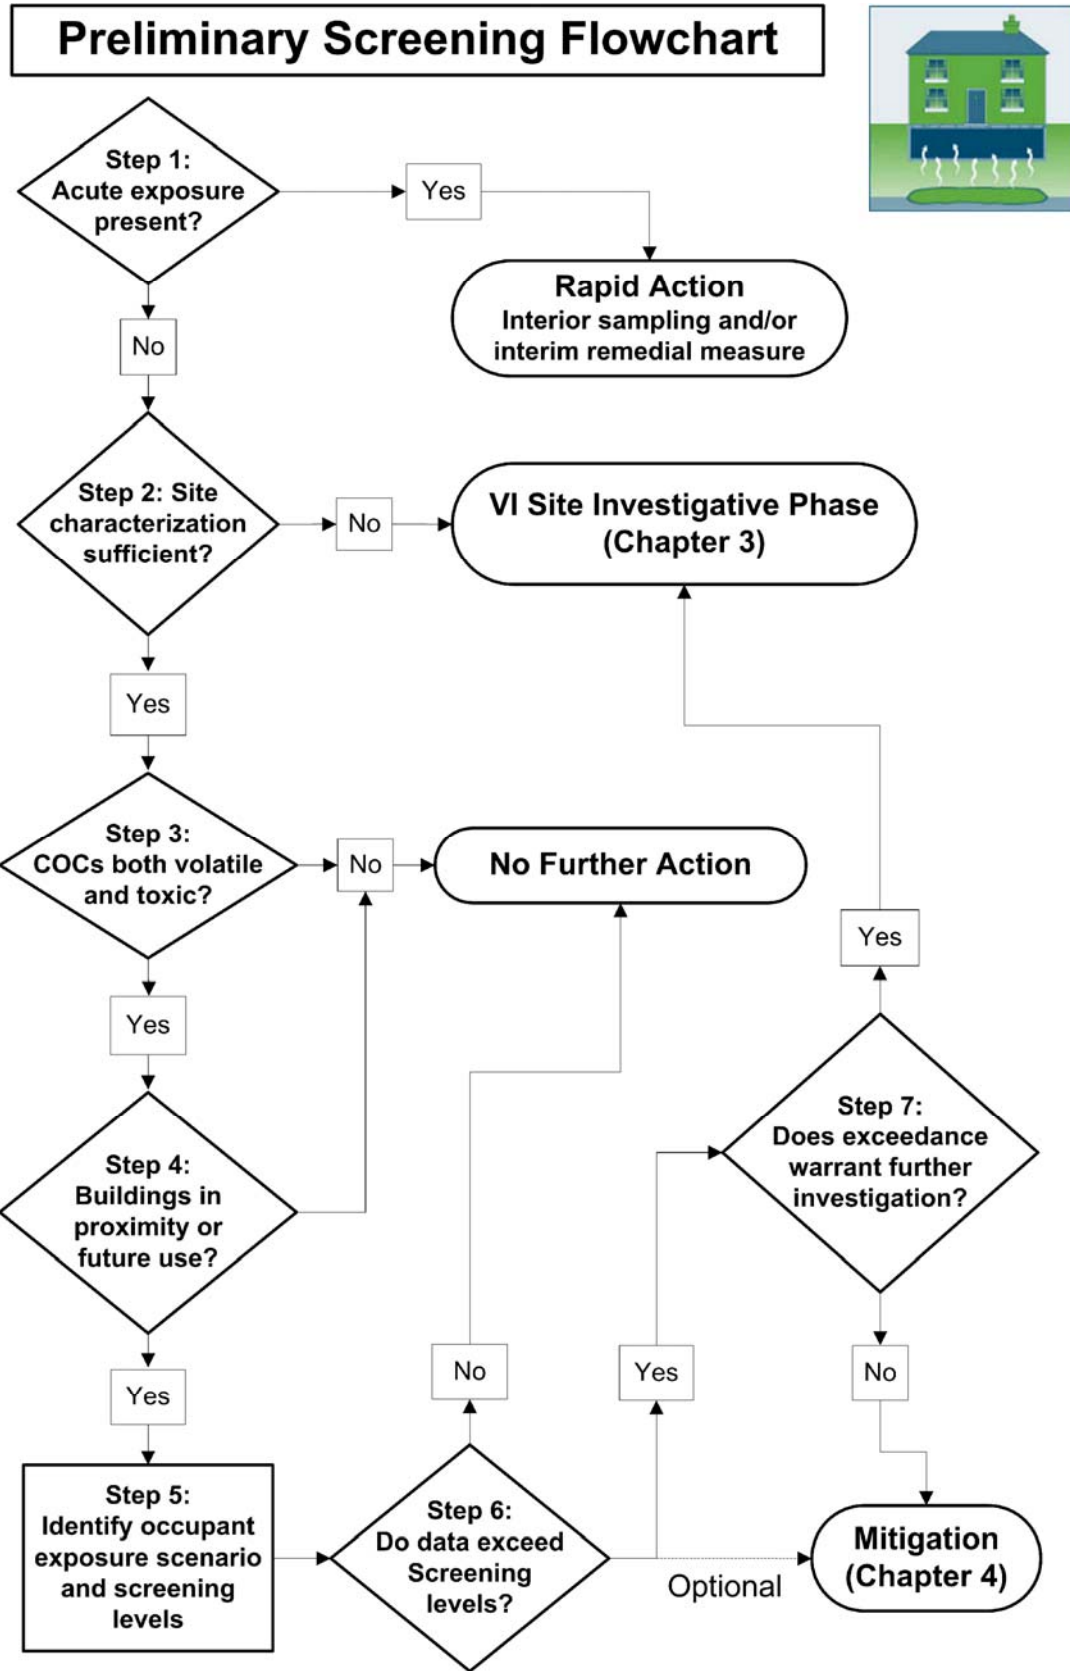 Preliminary Screening Flowchart
Step 1:
Acute exposure
present?
Yes
Rapid Action
Interior sampling and/or
interim remedial measure
No
Step 2: Site
characterization
sufficient?
No
VI Site Investigative Phase
(Chapter 3)
Yes
Step 3:
COCs both volatile
and toxic?
No
No Further Action
Yes
Yes
Step 4:
Buildings in
proximity or
future use?
Step 7:
Does exceedance
warrant further
investigation?
Yes
No
Yes
No
Step 5:
Identify occupant
exposure scenario
and screening
levels
Step 6:
Do data exceed
Screening
levels?
Optional
Mitigation
(Chapter 4)